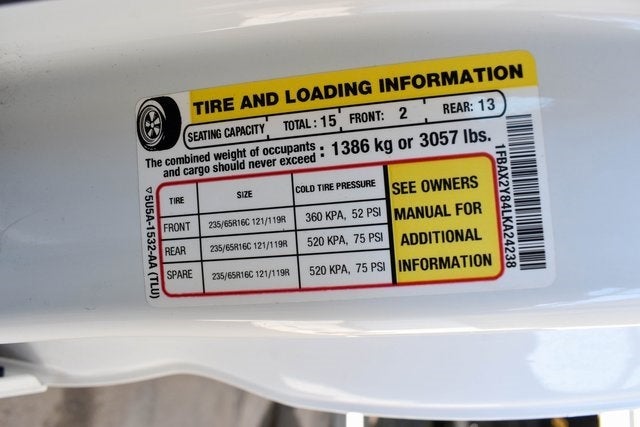 TIRE AND LOADING INFORMATION
SEATING CAPACITY TOTAL : 15 FRONT: 2 REAR: 13
The combined weight of occupants and cargo should never exceed : 1386 kg or 3057 lbs.
TIRE SIZE COLD TIRE PRESSURE
FRONT 235/65R16C 121/119R 360 KPA, 52 PSI
REAR 235/65R16C 121/119R 520 KPA, 75 PSI
SPARE 235/65R16C 121/119R 520 KPA, 75 PSI
SEE OWNERS
MANUAL FOR
ADDITIONAL
INFORMATION
5U5A-1532-AA (TLU)
1FBAX2Y84LKA24238